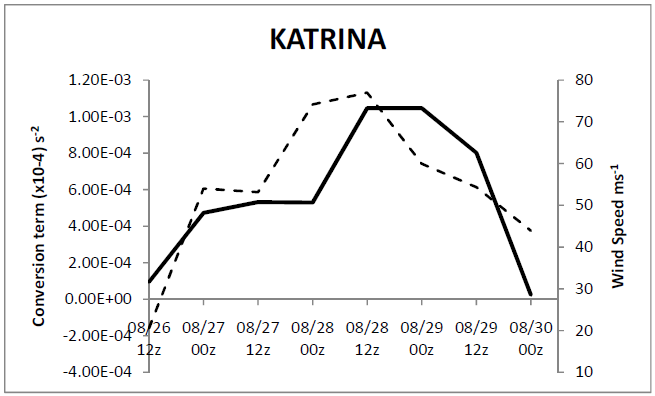 KATRINA
1.20E-03
1.00E-03
8.00E-04
6.00E-04
4.00E-04
2.00E-04
0.00E+00
-2.00E-04
-4.00E-04
Conversion term (x10-4) s-2
80
70
60
50
40
30
20
10
Wind Speed ms-1
08/26 08/27 08/27 08/28 08/28 08/29 08/29 08/30
12z 00z 12z 00z 12z 00z 12z 00z